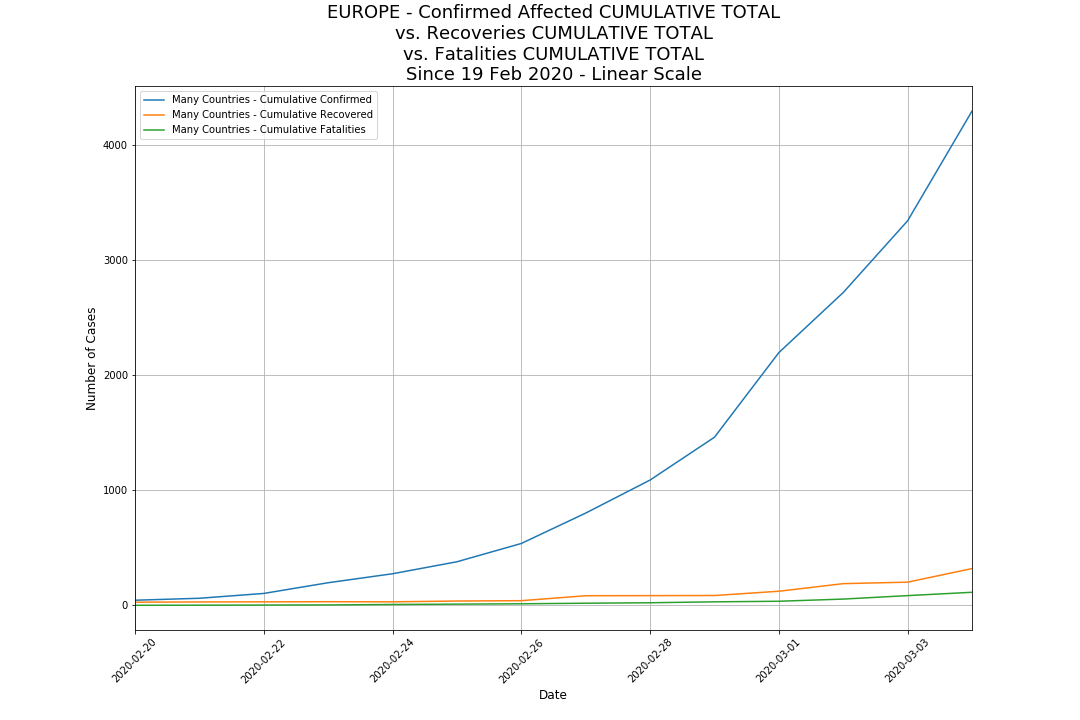 EUROPE - Confirmed Affected CUMULATIVE TOTAL
vs. Recoveries CUMULATIVE TOTAL
vs. Fatalities CUMULATIVE TOTAL
Since 19 Feb 2020 - Linear Scale
Many Countries - Cumulative Confirmed
Many Countries - Cumulative Recovered
Many Countries - Cumulative Fatalities
Number of Cases
4000
3000
2000
1000
0
2020-02-20
2020-02-22
2020-02-24
2020-02-26
2020-02-28
2020-03-01
2020-03-03
Date